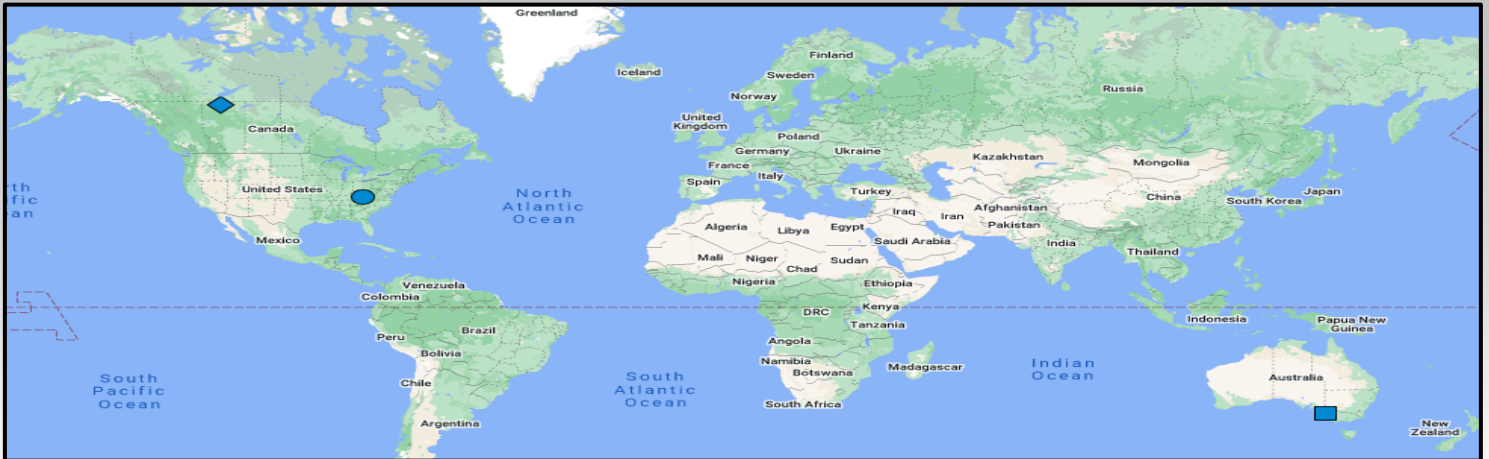 Greenland
Iceland
Finland
Sweden
Norway
Russia
United
Kingdom
Canada
Poland
Germany
Ukraine
France
Italy
Spain
Kazakhstan
Mongolia
United States
North
Atlantic
Ocean
rth
fic
an
Turkey
Japan
South Korea
China
Afghanistan
Iraq
Iran
Pakistan
Algeria
Libya
Egypt
Saudi Arabia
India
Mexico
Thailand
Mali
Niger
Chad
Sudan
Nigeria
Ethiopia
Venezuela
Colombia
Kenya
DRC
Tanzania
Indonesia
Papua New
Guinea
Brazil
Peru
Bolivia
Angola
Namibia
Botswana
Madagascar
Indian
Ocean
South
Pacific
Ocean
South
Atlantic
Ocean
Chile
Australia
South Africa
Argentina
New
Zealand